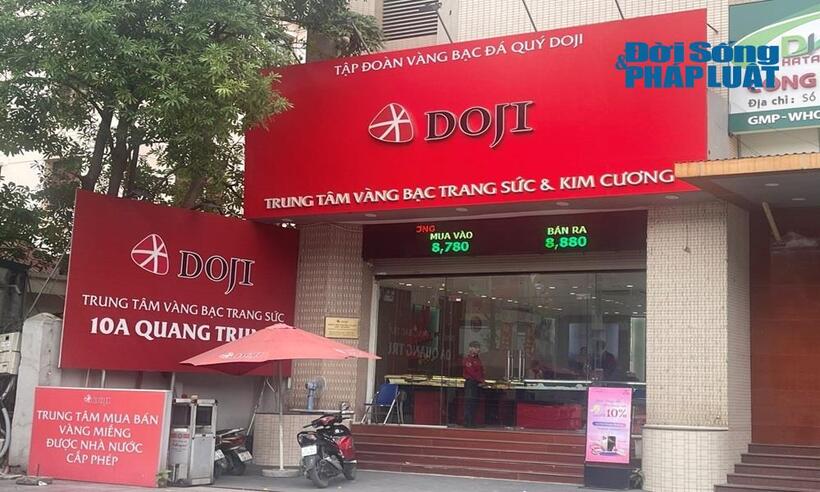 TẬP ĐOÀN VÀNG BẠC ĐÁ QUÝ DOJI
DOJI
TRUNG TÂM VÀNG BẠC TRANG SỨC & KIM CƯƠNG
Đời Sống
& PHÁP LUẬT
CÔNG
Địa chỉ: Số
GMP-WHO
MUA VÀO
8,780
BÁN RA
8,880
DOJI
TRUNG TÂM VÀNG BẠC TRANG SỨC
10A QUANG TRUNG
DOJI
TRUNG TÂM MUA BÁN
VÀNG MIẾNG
ĐƯỢC NHÀ NƯỚC
CẤP PHÉP
10%